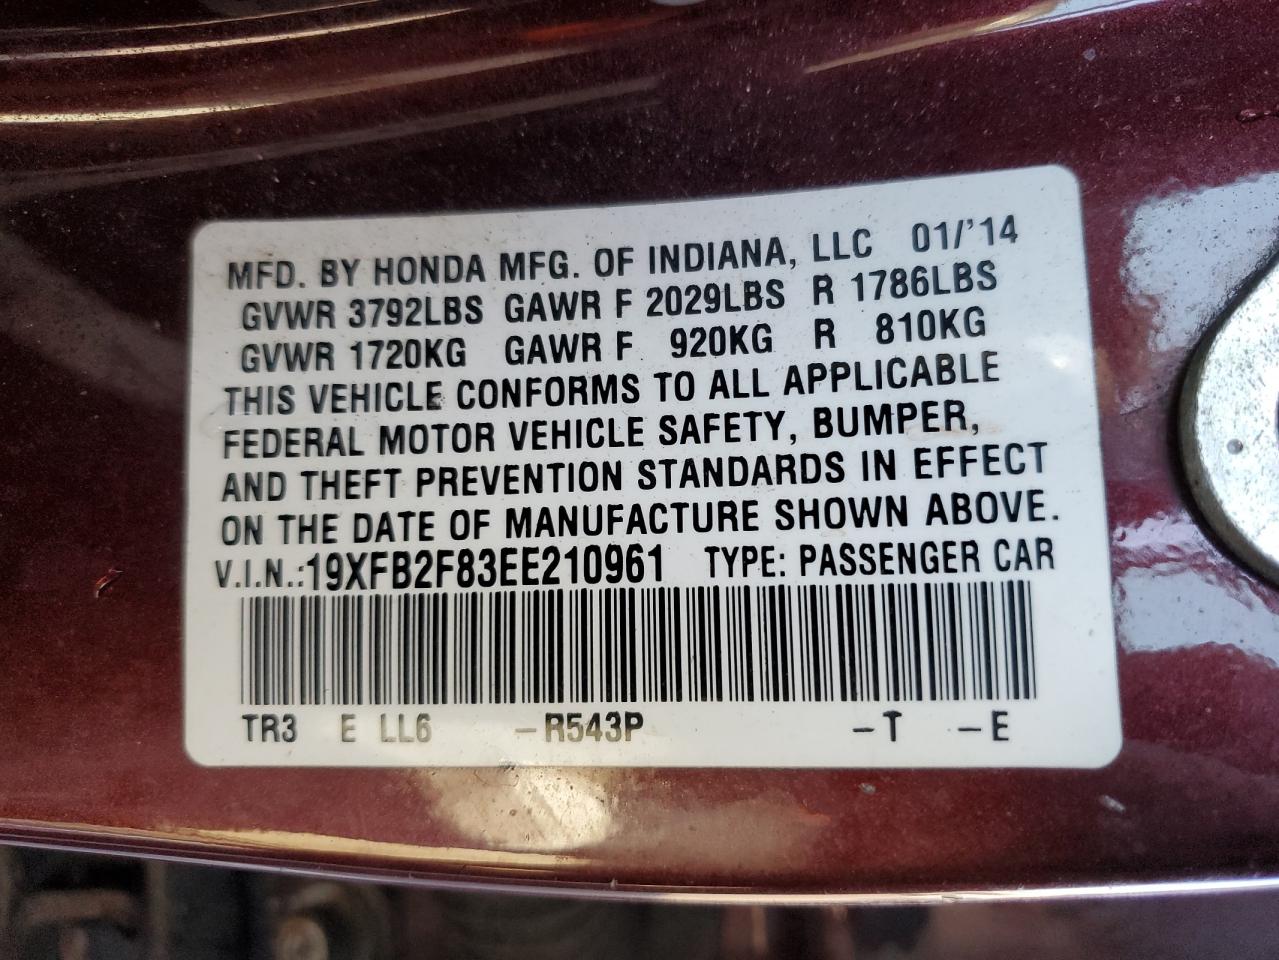 MFD. BY HONDA MFG. OF INDIANA, LLC 01/'14
GVWR 3792LBS GAWR F 2029LBS R 1786LBS
GVWR 1720KG GAWR F 920KG R 810KG
THIS VEHICLE CONFORMS TO ALL APPLICABLE
FEDERAL MOTOR VEHICLE SAFETY, BUMPER,
AND THEFT PREVENTION STANDARDS IN EFFECT
ON THE DATE OF MANUFACTURE SHOWN ABOVE.
V.I.N.:19XFB2F83EE210961 TYPE: PASSENGER CAR
TR3 E LL6 -R543P -T -E